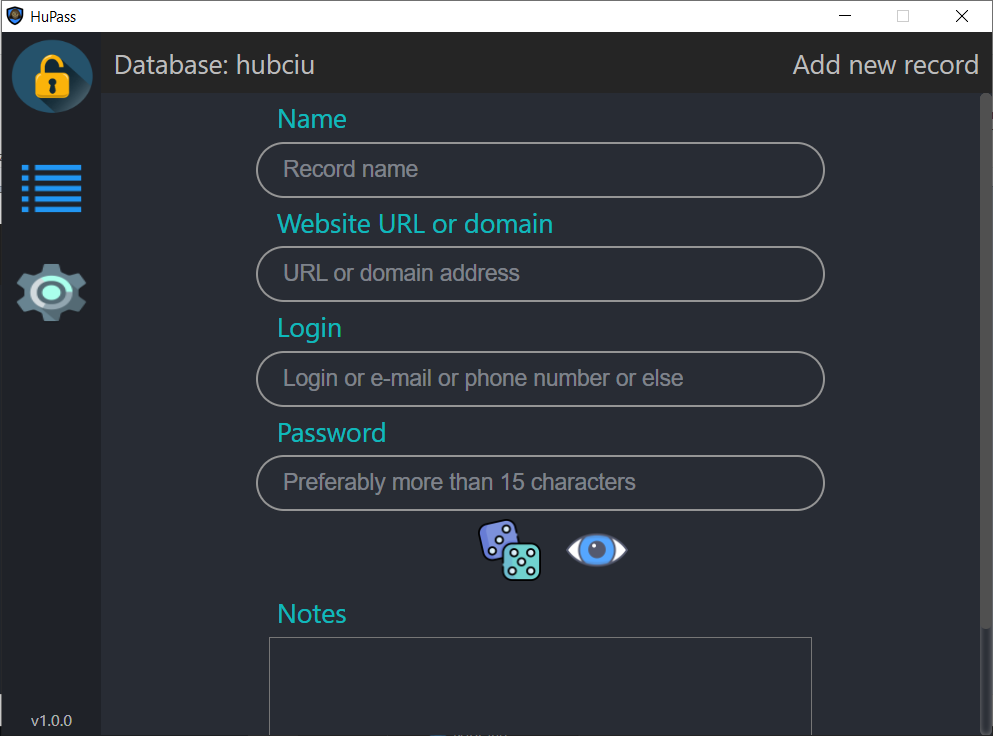 HuPass
Database: hubciu
Add new record
Name
Record name
Website URL or domain
URL or domain address
Login
Login or e-mail or phone number or else
Password
Preferably more than 15 characters
Notes
v1.0.0